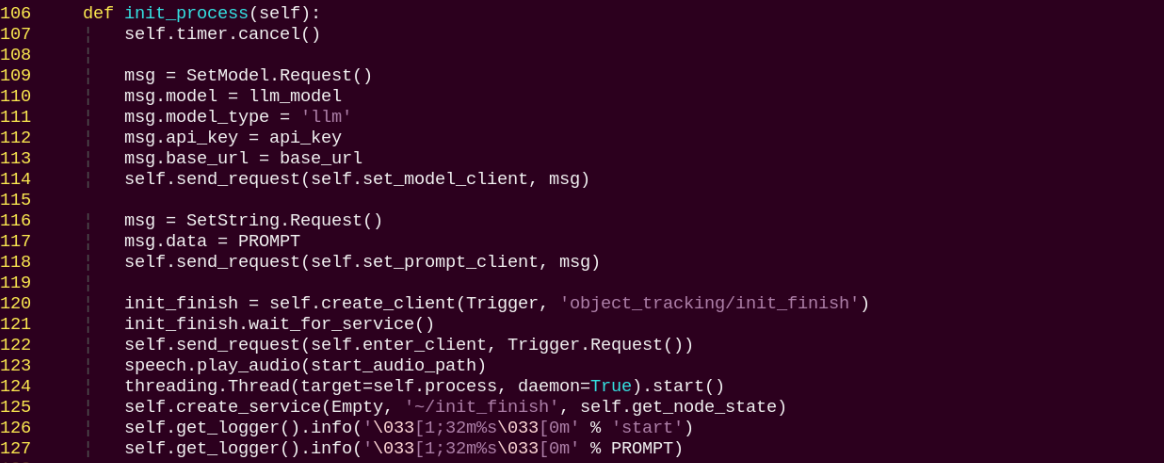 106     def init_process(self):
107     ¦   self.timer.cancel()
108     ¦
109     ¦   msg = SetModel.Request()
110     ¦   msg.model = llm_model
111     ¦   msg.model_type = 'llm'
112     ¦   msg.api_key = api_key
113     ¦   msg.base_url = base_url
114     ¦   self.send_request(self.set_model_client, msg)
115
116     ¦   msg = SetString.Request()
117     ¦   msg.data = PROMPT
118     ¦   self.send_request(self.set_prompt_client, msg)
119     ¦
120     ¦   init_finish = self.create_client(Trigger, 'object_tracking/init_finish')
121     ¦   init_finish.wait_for_service()
122     ¦   self.send_request(self.enter_client, Trigger.Request())
123     ¦   speech.play_audio(start_audio_path)
124     ¦   threading.Thread(target=self.process, daemon=True).start()
125     ¦   self.create_service(Empty, '~/init_finish', self.get_node_state)
126     ¦   self.get_logger().info('\033[1;32m%s\033[0m' % 'start')
127     ¦   self.get_logger().info('\033[1;32m%s\033[0m' % PROMPT)